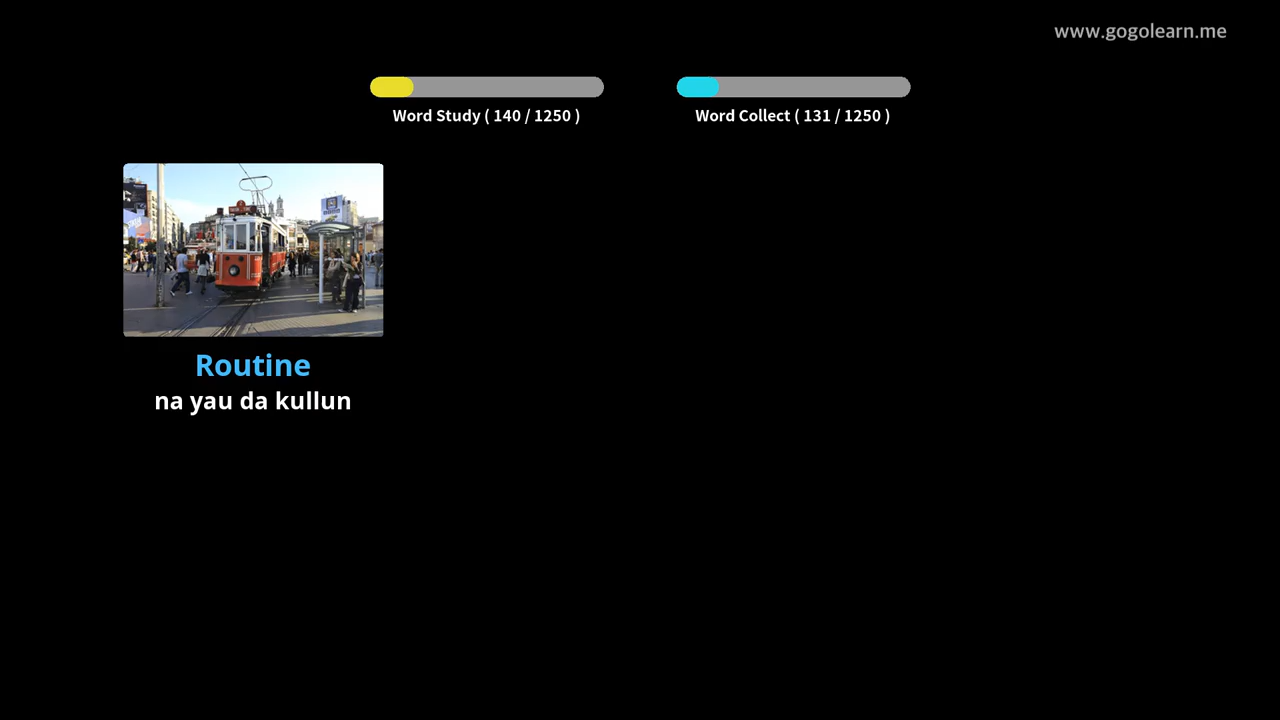 www.gogolearn.me
Word Study ( 140 / 1250 )
Word Collect ( 131 / 1250 )
Routine
na yau da kullun